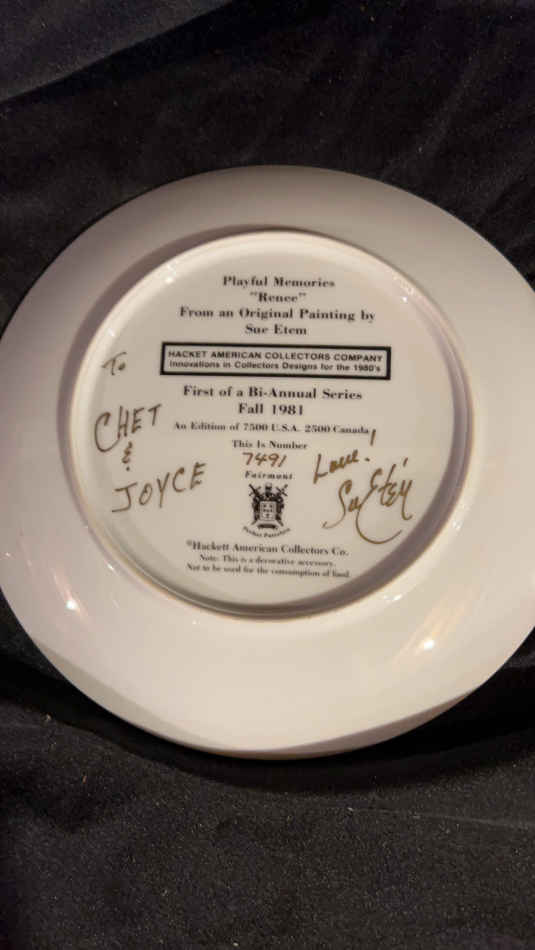 Playful Memories
"Renee"
From an Original Painting by
Sue Etem
HACKET AMERICAN COLLECTORS COMPANY
Innovations in Collectors Designs for the 1980's
First of a Bi-Annual Series
Fall 1981
An Edition of 7500 U.S.A. 2500 Canada
This Is Number
7491
To
CHET
&
JOYCE
Love!
Sue Etem
Fairmont
©Hackett American Collectors Co.
Note: This is a decorative accessory.
Not to be used for the consumption of food.